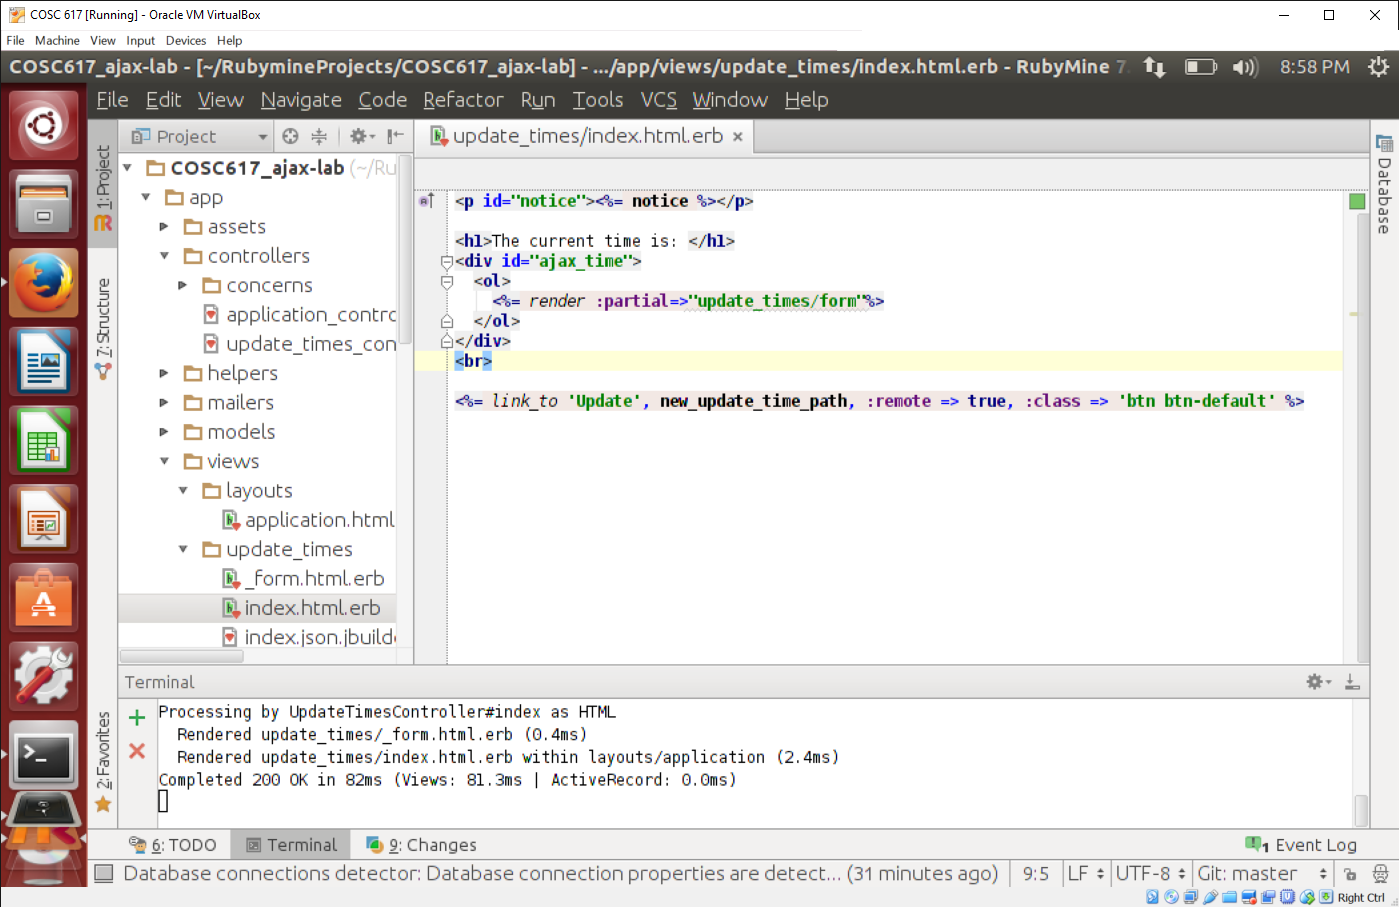 COSC 617 [Running] - Oracle VM VirtualBox
File Machine View Input Devices Help
COSC617_ajax-lab - [~/RubymineProjects/COSC617_ajax-lab] - .../app/views/update_times/index.html.erb - RubyMine 7. 8:58 PM
File Edit View Navigate Code Refactor Run Tools VCS Window Help
Project
update_times/index.html.erb
1: Project
7: Structure
2: Favorites
Database
COSC617_ajax-lab (~/Ru
app
assets
controllers
concerns
application_contro
update_times_con
helpers
mailers
models
views
layouts
application.html
update_times
_form.html.erb
index.html.erb
index.json.jbuilde
<p id="notice"><%= notice %></p>
<h1>The current time is: </h1>
<div id="ajax_time">
<ol>
<%= render :partial=>"update_times/form"%>
</ol>
</div>
<br>
<%= link_to 'Update', new_update_time_path, :remote => true, :class => 'btn btn-default' %>
Terminal
Processing by UpdateTimesController#index as HTML
Rendered update_times/_form.html.erb (0.4ms)
Rendered update_times/index.html.erb within layouts/application (2.4ms)
Completed 200 OK in 82ms (Views: 81.3ms | ActiveRecord: 0.0ms)
6: TODO Terminal 9: Changes 1 Event Log
Database connections detector: Database connection properties are detect... (31 minutes ago) 9:5 LF UTF-8 Git: master
Right Ctrl